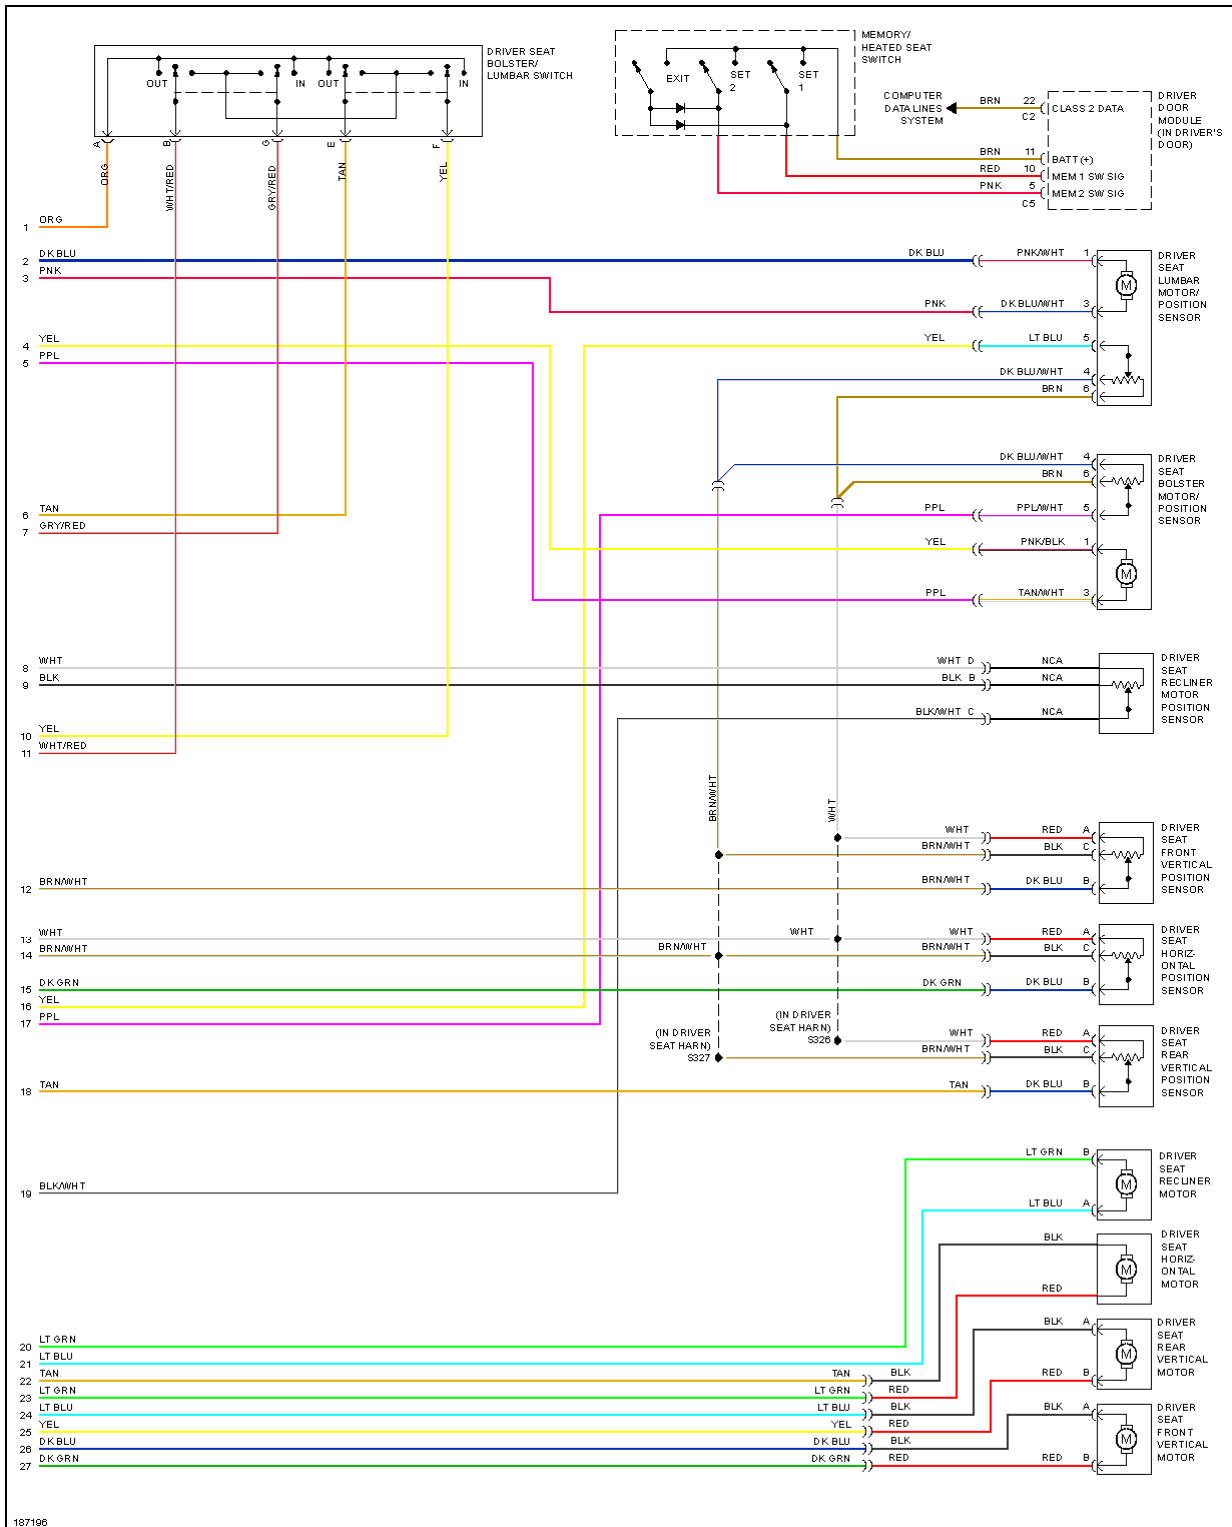 DRIVER SEAT
BOLSTER/
LUMBAR SWITCH
OUT
IN
OUT
IN
A
B
G
E
F
ORG
WHT/RED
GRY/RED
TAN
YEL
MEMORY/
HEATED SEAT
SWITCH
EXIT
SET
2
SET
1
COMPUTER
DATA LINES
SYSTEM
BRN 22
C2
CLASS 2 DATA
BRN 11
BATT (+)
RED 10
MEM 1 SW SIG
PNK 5
MEM 2 SW SIG
C5
DRIVER
DOOR
MODULE
(IN DRIVER'S
DOOR)
1 ORG
2 DK BLU
3 PNK
DK BLU PNK/WHT 1
PNK DK BLU/WHT 3
4 YEL
5 PPL
YEL LT BLU 5
DK BLU/WHT 4
BRN 6
M
DRIVER
SEAT
LUMBAR
MOTOR/
POSITION
SENSOR
DK BLU/WHT 4
BRN 6
6 TAN
7 GRY/RED
PPL PPL/WHT 5
YEL PNK/BLK 1
PPL TAN/WHT 3
M
DRIVER
SEAT
BOLSTER
MOTOR/
POSITION
SENSOR
8 WHT
9 BLK
WHT D NCA
BLK B NCA
BLK/WHT C NCA
DRIVER
SEAT
RECLINER
MOTOR
POSITION
SENSOR
10 YEL
11 WHT/RED
BRN/WHT
WHT
WHT RED A
BRN/WHT BLK C
12 BRN/WHT
BRN/WHT DK BLU B
DRIVER
SEAT
FRONT
VERTICAL
POSITION
SENSOR
13 WHT
14 BRN/WHT
WHT
BRN/WHT
WHT RED A
BRN/WHT BLK C
15 DK GRN
DK GRN DK BLU B
DRIVER
SEAT
HORIZ-
ONTAL
POSITION
SENSOR
16 YEL
17 PPL
(IN DRIVER
SEAT HARN)
S326
(IN DRIVER
SEAT HARN)
S327
WHT RED A
BRN/WHT BLK C
18 TAN
TAN DK BLU B
DRIVER
SEAT
REAR
VERTICAL
POSITION
SENSOR
19 BLK/WHT
LT GRN B
LT BLU A
M
DRIVER
SEAT
RECLINER
MOTOR
BLK
RED
M
DRIVER
SEAT
HORIZ-
ONTAL
MOTOR
BLK A
RED B
M
DRIVER
SEAT
REAR
VERTICAL
MOTOR
BLK A
RED B
M
DRIVER
SEAT
FRONT
VERTICAL
MOTOR
20 LT GRN
21 LT BLU
22 TAN TAN BLK
23 LT GRN LT GRN RED
24 LT BLU LT BLU BLK
25 YEL YEL RED
26 DK BLU DK BLU BLK
27 DK GRN DK GRN RED
187196